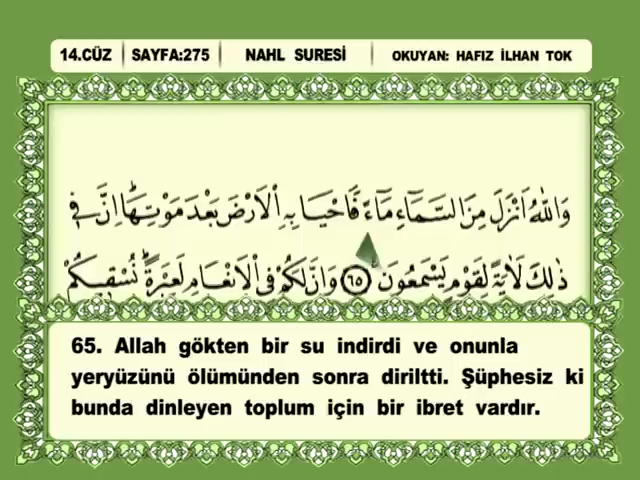 14.CÜZ SAYFA:275 NAHL SURESİ OKUYAN: HAFIZ İLHAN TOK
وَاللّٰهُ اَنْزَلَ مِنَ السَّمَٓاءِ مَٓاءً فَاَحْيَا بِهِ الْاَرْضَ بَعْدَ مَوْتِهَاۜ اِنَّ ف۪ي
ذٰلِكَ لَاٰيَةً لِقَوْمٍ يَسْمَعُونَ ﴿٦٥﴾ وَاِنَّ لَكُمْ فِي الْاَنْعَامِ لَعِبْرَةًۜ نُسْق۪يكُمْ
65. Allah gökten bir su indirdi ve onunla
yeryüzünü ölümünden sonra diriltti. Şüphesiz ki
bunda dinleyen toplum için bir ibret vardır.